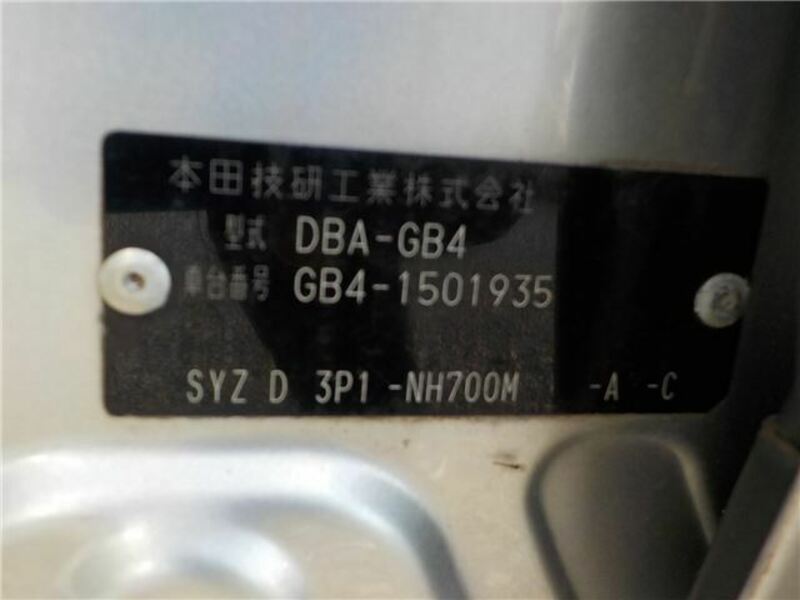 本田技研工業株式会社
型式 DBA-GB4
車台番号 GB4-1501935
SYZ D 3P1 -NH700M -A -C